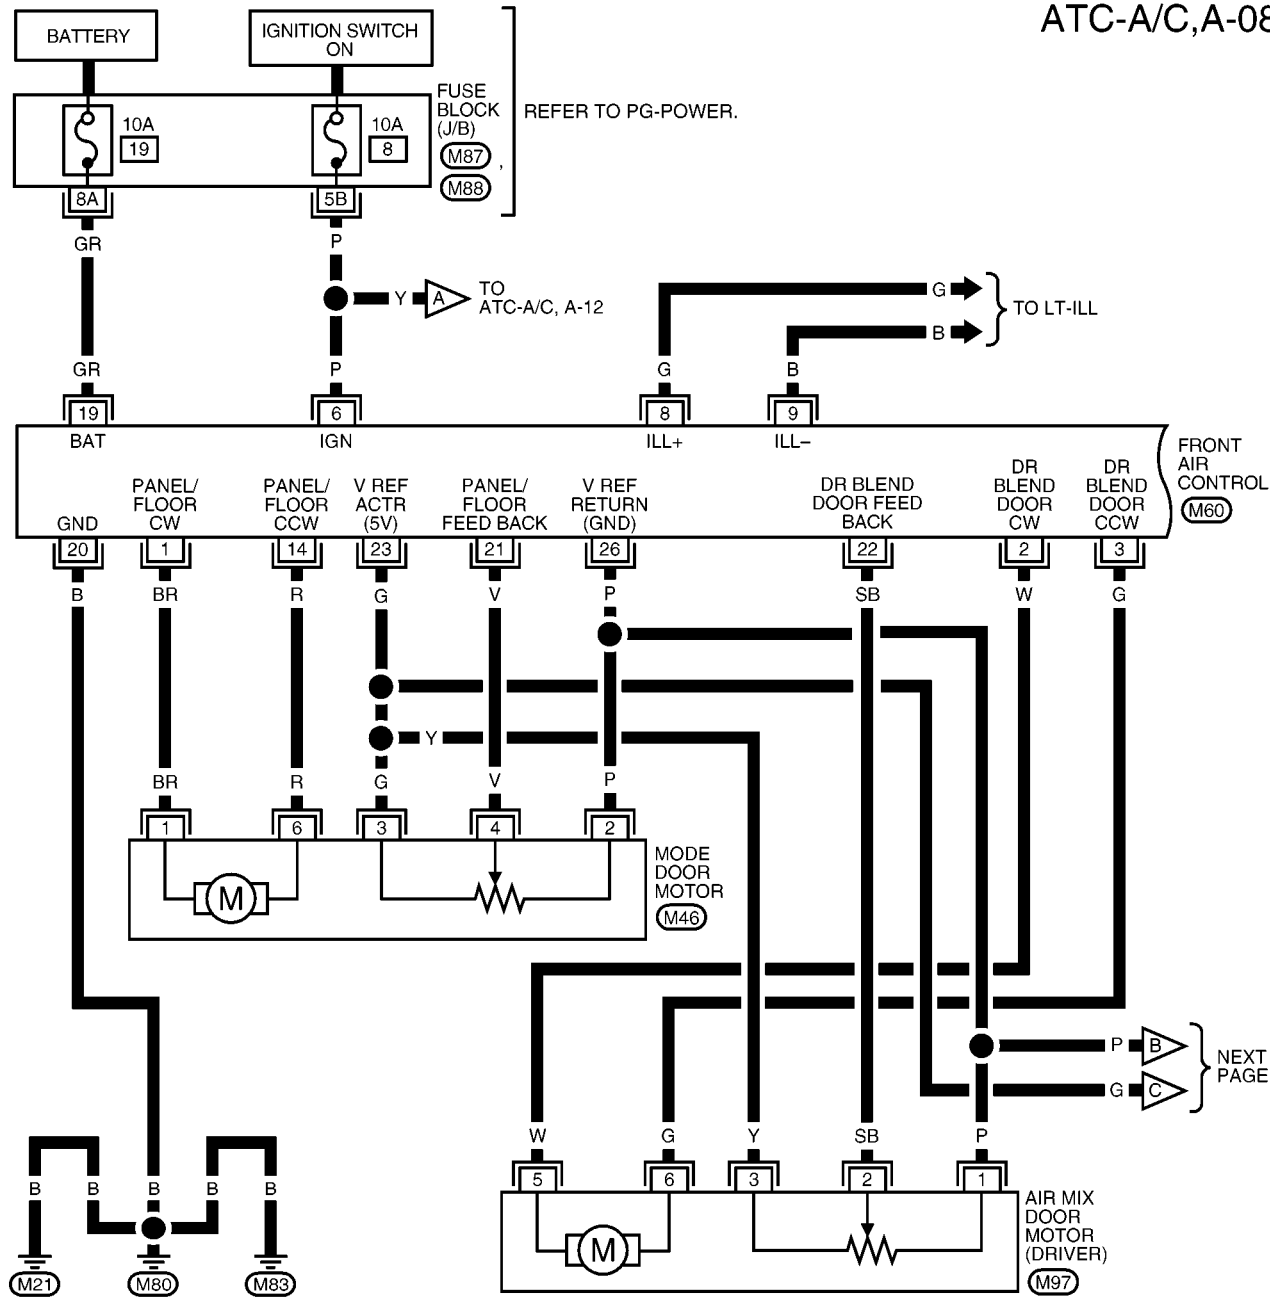 ATC-A/C,A-08
BATTERY
IGNITION SWITCH
ON
FUSE
BLOCK
(J/B)
M87 ,
M88
REFER TO PG-POWER.
10A
19
10A
8
8A
5B
GR
P
Y
A
TO
ATC-A/C, A-12
G
B
TO LT-ILL
GR
P
G
B
19
6
8
9
BAT
IGN
ILL+
ILL–
FRONT
AIR
CONTROL
M60
GND
PANEL/
FLOOR
CW
PANEL/
FLOOR
CCW
V REF
ACTR
(5V)
PANEL/
FLOOR
FEED BACK
V REF
RETURN
(GND)
DR BLEND
DOOR FEED
BACK
DR
BLEND
DOOR
CW
DR
BLEND
DOOR
CCW
20
1
14
23
21
26
22
2
3
B
BR
R
G
V
P
SB
W
G
Y
BR
R
G
V
P
1
6
3
4
2
MODE
DOOR
MOTOR
M46
M
P
B
G
C
NEXT
PAGE
W
G
Y
SB
P
5
6
3
2
1
AIR MIX
DOOR
MOTOR
(DRIVER)
M97
M
B
B
B
B
B
M21
M80
M83